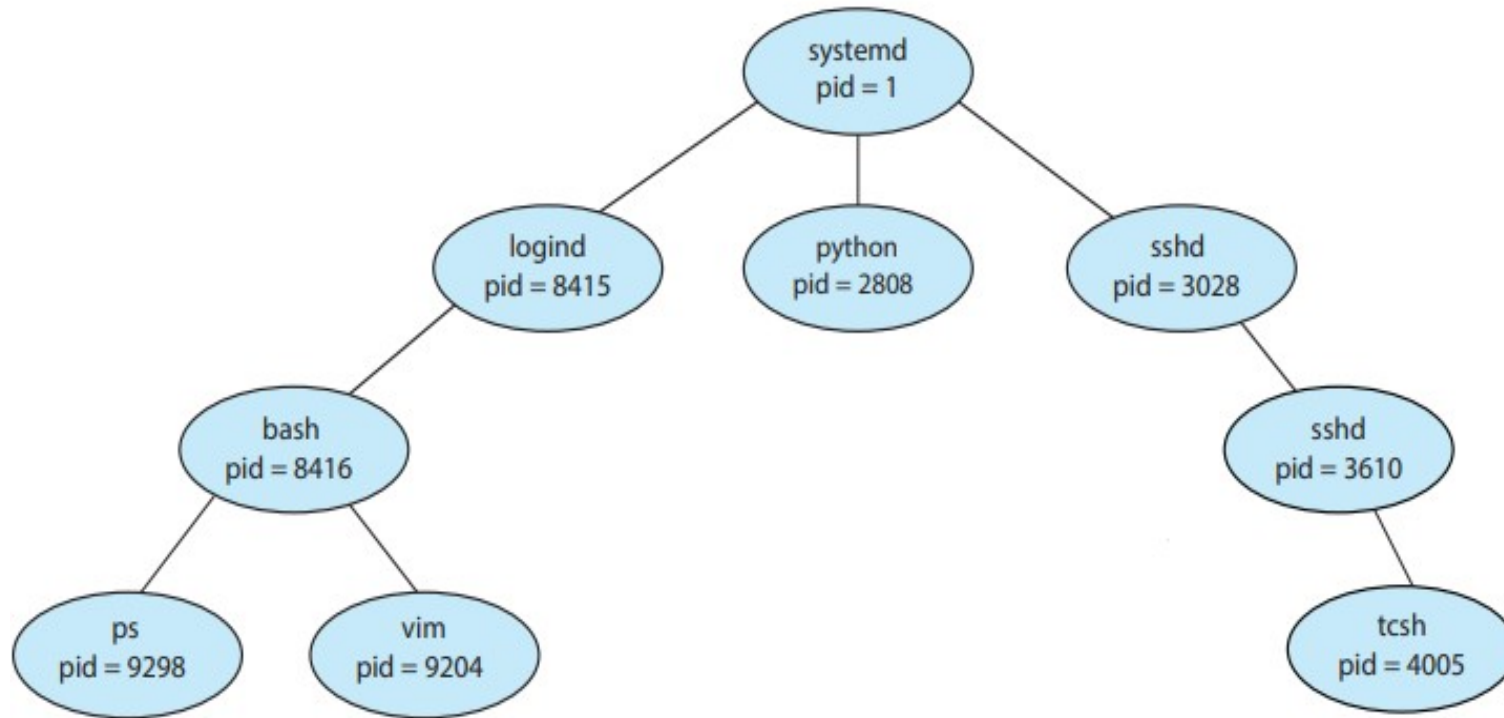 systemd
pid = 1
logind
pid = 8415
python
pid = 2808
sshd
pid = 3028
bash
pid = 8416
sshd
pid = 3610
ps
pid = 9298
vim
pid = 9204
tcsh
pid = 4005